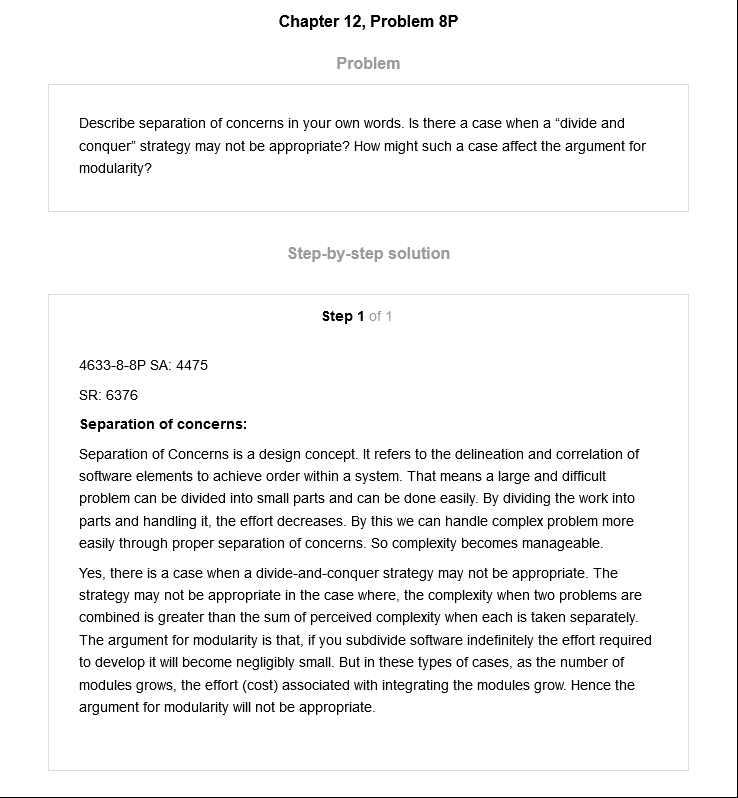 Chapter 12, Problem 8P
Problem
Describe separation of concerns in your own words. Is there a case when a “divide and
conquer” strategy may not be appropriate? How might such a case affect the argument for
modularity?
Step-by-step solution
Step 1 of 1
4633-8-8P SA: 4475
SR: 6376
Separation of concerns:
Separation of Concerns is a design concept. It refers to the delineation and correlation of
software elements to achieve order within a system. That means a large and difficult
problem can be divided into small parts and can be done easily. By dividing the work into
parts and handling it, the effort decreases. By this we can handle complex problem more
easily through proper separation of concerns. So complexity becomes manageable.
Yes, there is a case when a divide-and-conquer strategy may not be appropriate. The
strategy may not be appropriate in the case where, the complexity when two problems are
combined is greater than the sum of perceived complexity when each is taken separately.
The argument for modularity is that, if you subdivide software indefinitely the effort required
to develop it will become negligibly small. But in these types of cases, as the number of
modules grows, the effort (cost) associated with integrating the modules grow. Hence the
argument for modularity will not be appropriate.